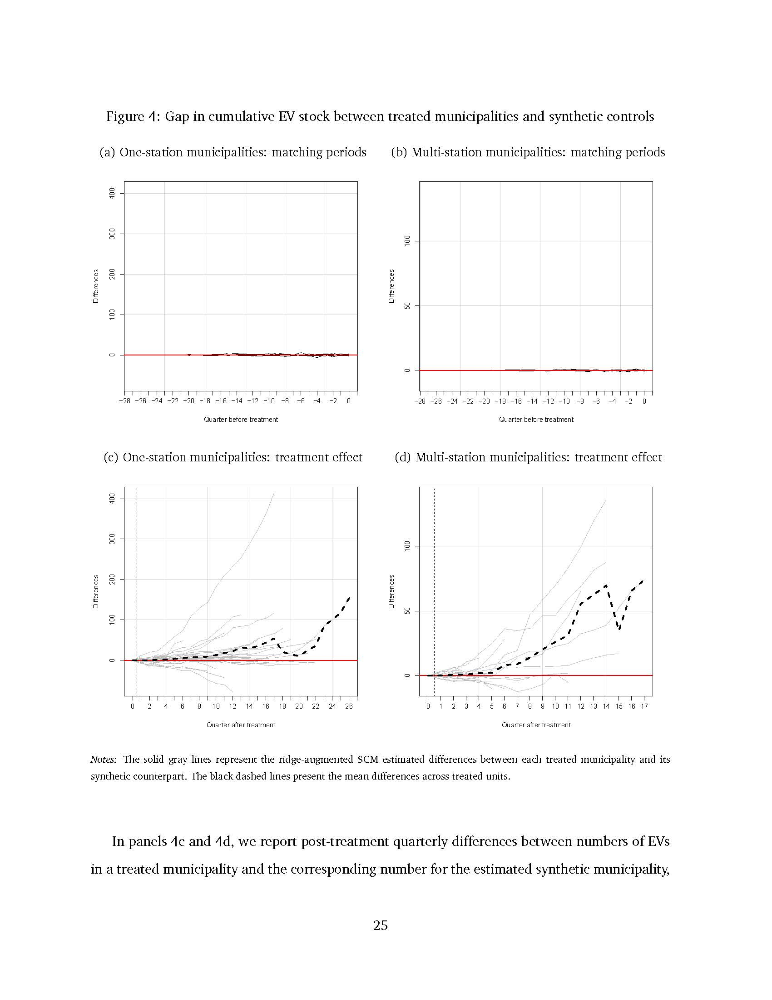 Figure 4: Gap in cumulative EV stock between treated municipalities and synthetic controls
(a) One-station municipalities: matching periods
400
300
200
100
0
Differences
−28 −26 −24 −22 −20 −18 −16 −14 −12 −10 −8 −6 −4 −2 0
Quarter before treatment
(b) Multi-station municipalities: matching periods
100
50
0
Differences
−28 −26 −24 −22 −20 −18 −16 −14 −12 −10 −8 −6 −4 −2 0
Quarter before treatment
(c) One-station municipalities: treatment effect
400
300
200
100
0
Differences
0 2 4 6 8 10 12 14 16 18 20 22 24 26
Quarter after treatment
(d) Multi-station municipalities: treatment effect
100
50
0
Differences
0 1 2 3 4 5 6 7 8 9 10 11 12 13 14 15 16 17
Quarter after treatment
Notes: The solid gray lines represent the ridge-augmented SCM estimated differences between each treated municipality and its
synthetic counterpart. The black dashed lines present the mean differences across treated units.
In panels 4c and 4d, we report post-treatment quarterly differences between numbers of EVs
in a treated municipality and the corresponding number for the estimated synthetic municipality,
25